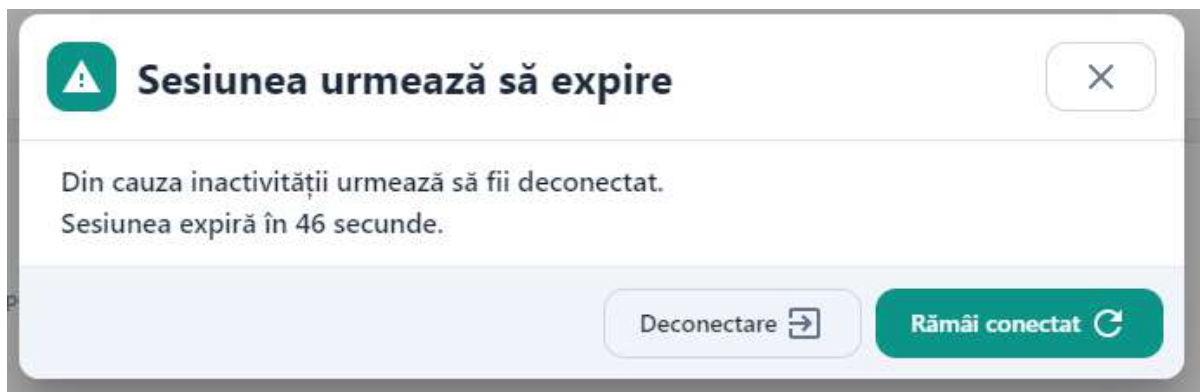 Sesiunea urmează să expire
Din cauza inactivității urmează să fii deconectat.
Sesiunea expiră în 46 secunde.
Deconectare
Rămâi conectat